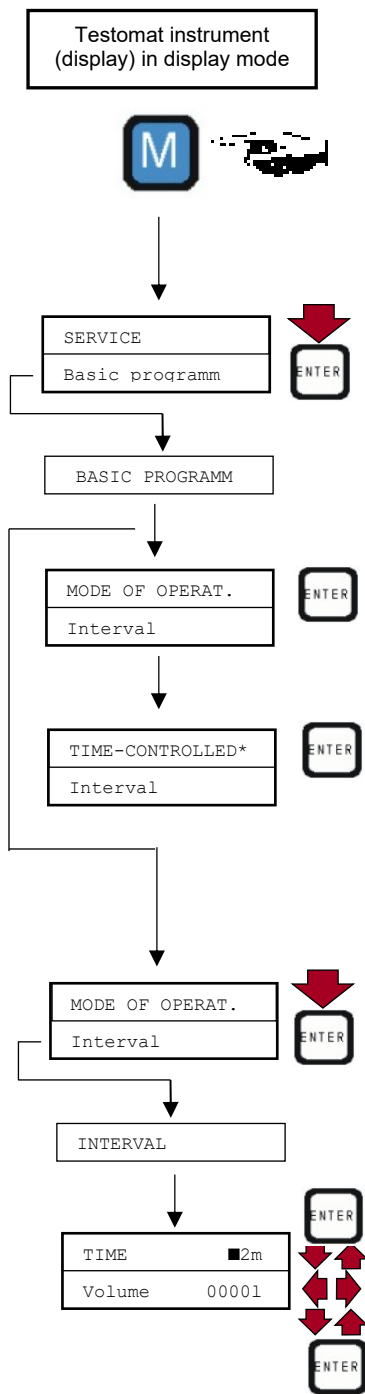 Testomat instrument
(display) in display mode
M
SERVICE
Basic programm
ENTER
BASIC PROGRAMM
MODE OF OPERAT.
Interval
ENTER
TIME-CONTROLLED*
Interval
ENTER
MODE OF OPERAT.
Interval
ENTER
INTERVAL
ENTER
TIME ■2m
Volume 00001
ENTER